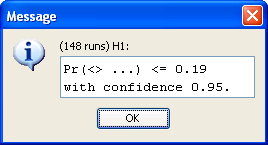 Message
(148 runs) H1:
Pr(<> ...) <= 0.19
with confidence 0.95.
OK